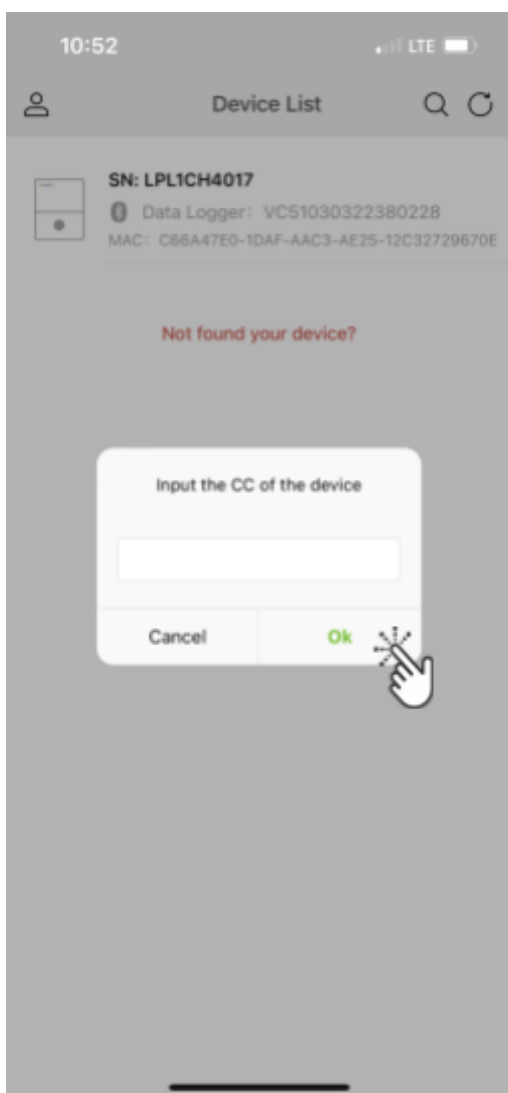 10:52 LTE
Device List
SN: LPL1CH4017
Data Logger: VC51030322380228
MAC: C66A47E0-1DAF-AAC3-AE25-12C32729670E
Not found your device?
Input the CC of the device
Cancel Ok